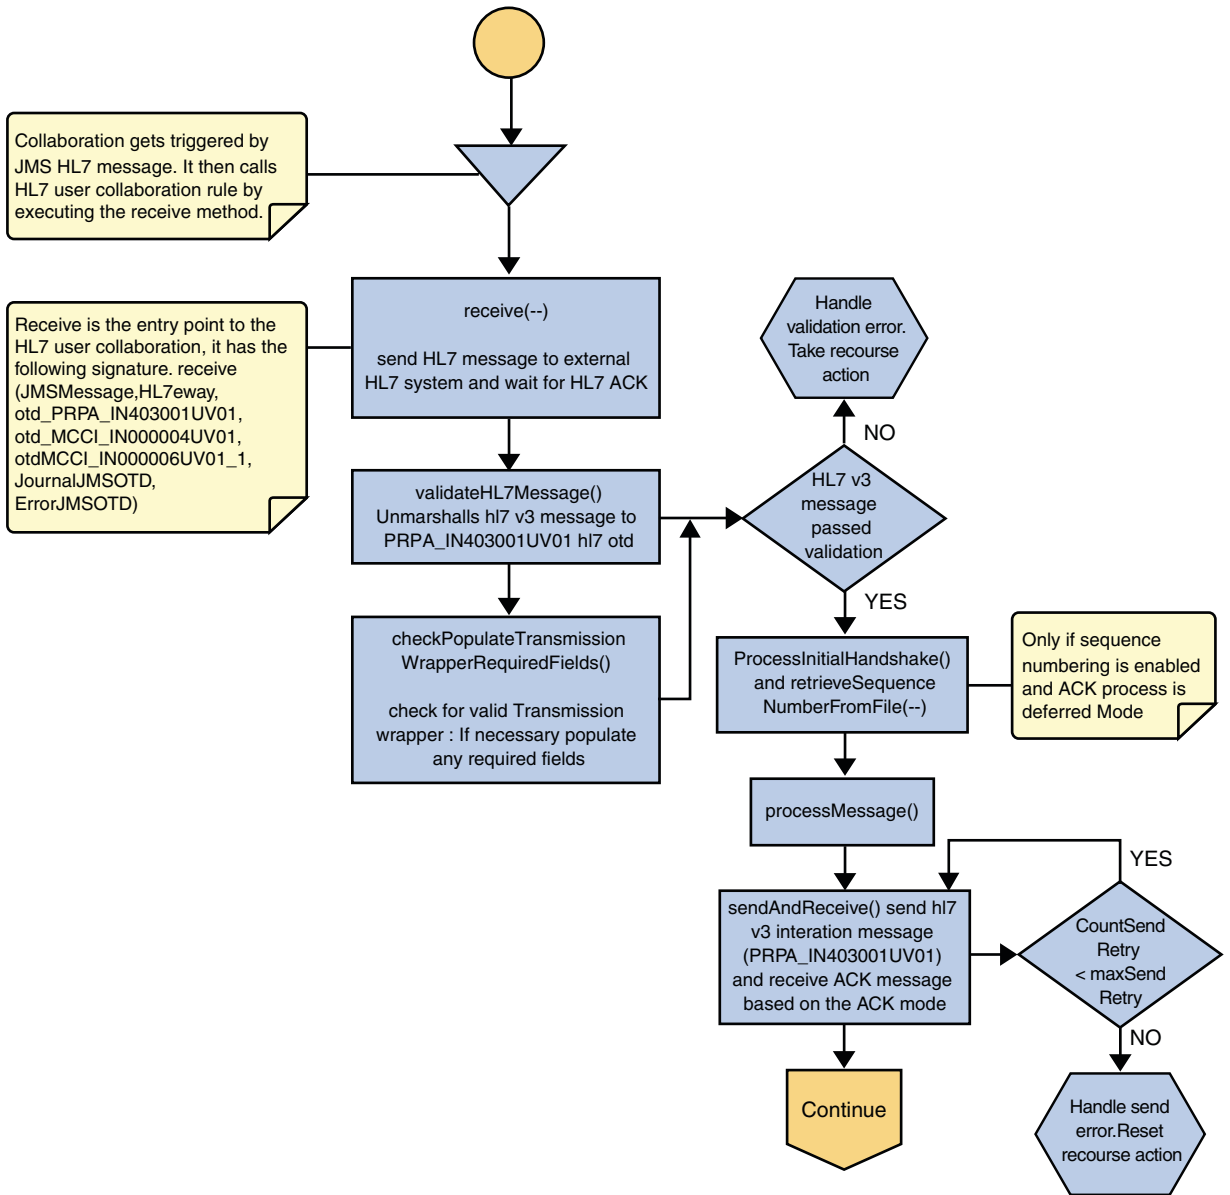 Collaboration gets triggered by
JMS HL7 message. It then calls
HL7 user collaboration rule by
executing the receive method.
Receive is the entry point to the
HL7 user collaboration, it has the
following signature. receive
(JMSMessage,HL7eway,
otd_PRPA_IN403001UV01,
otd_MCCI_IN000004UV01,
otdMCCI_IN000006UV01_1,
JournalJMSOTD,
ErrorJMSOTD)
receive(--)
send HL7 message to external
HL7 system and wait for HL7 ACK
validateHL7Message()
Unmarshalls hl7 v3 message to
PRPA_IN403001UV01 hl7 otd
checkPopulateTransmission
WrapperRequiredFields()
check for valid Transmission
wrapper : If necessary populate
any required fields
Handle
validation error.
Take recourse
action
NO
HL7 v3
message
passed
validation
YES
ProcessInitialHandshake()
and retrieveSequence
NumberFromFile(--)
Only if sequence
numbering is enabled
and ACK process is
deferred Mode
processMessage()
sendAndReceive() send hl7
v3 interation message
(PRPA_IN403001UV01)
and receive ACK message
based on the ACK mode
YES
CountSend
Retry
< maxSend
Retry
NO
Continue
Handle send
error.Reset
recourse action